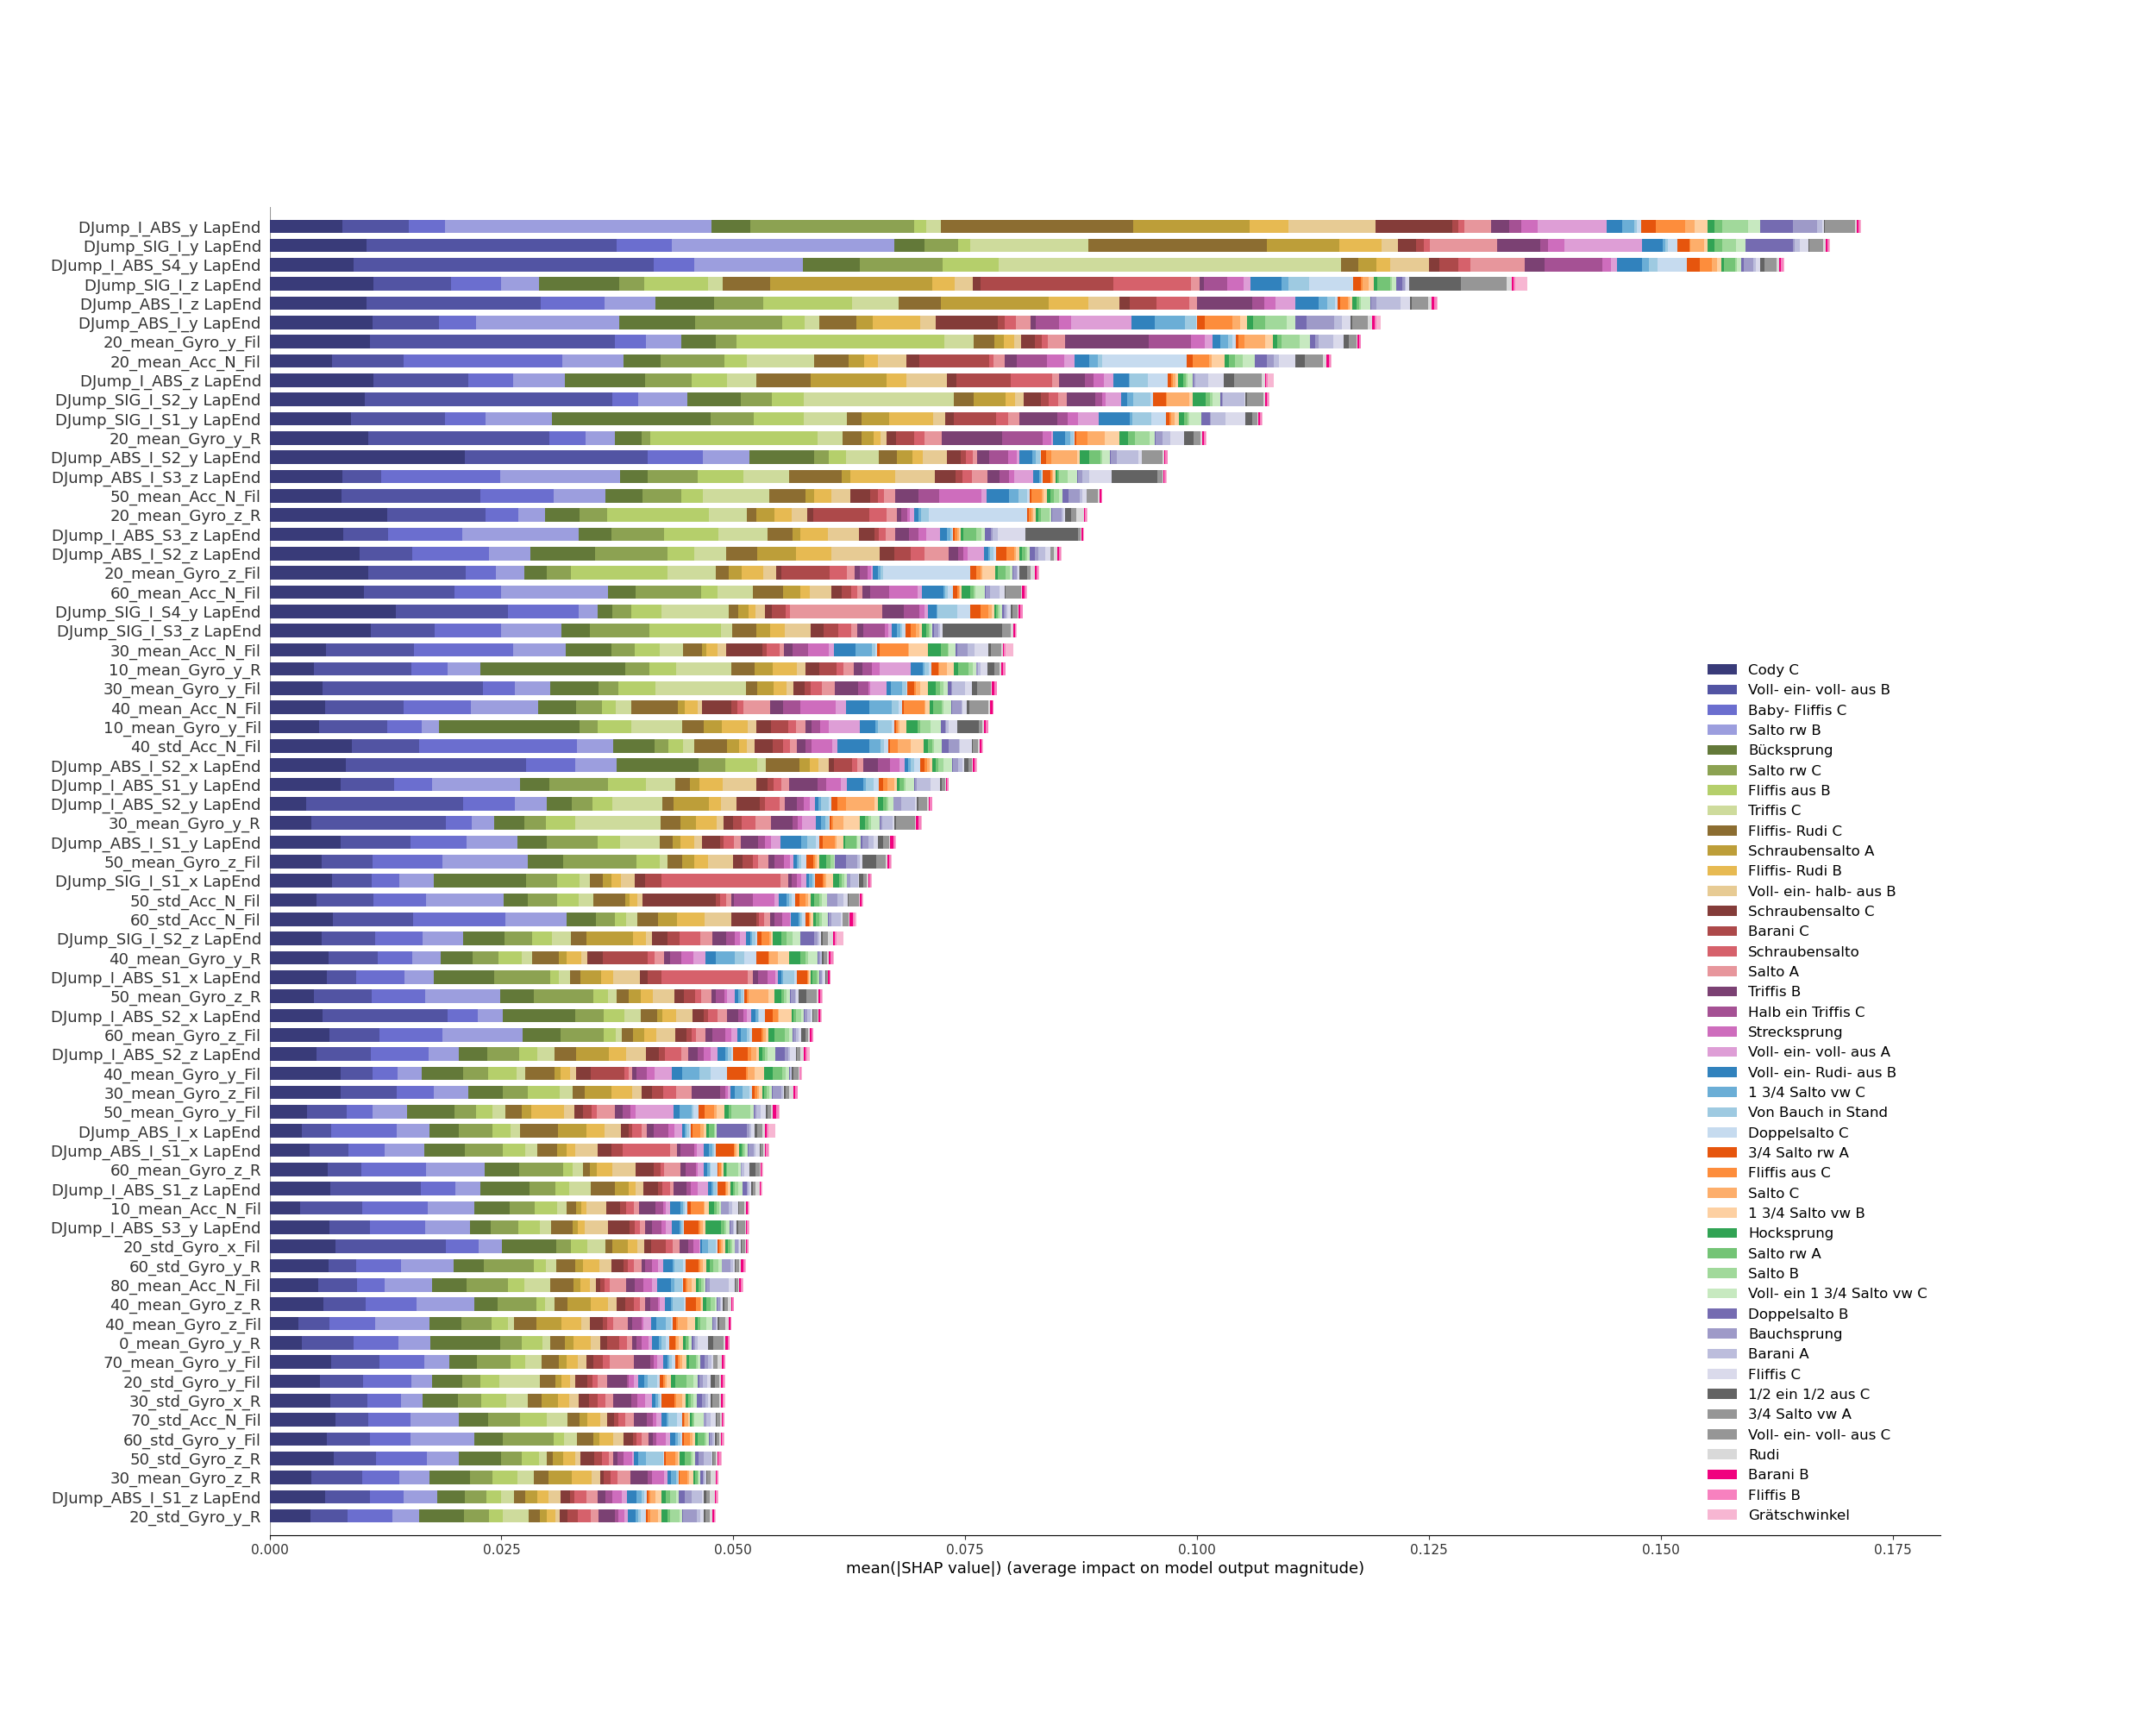 DJump_I_ABS_y LapEnd
DJump_SIG_I_y LapEnd
DJump_I_ABS_S4_y LapEnd
DJump_SIG_I_z LapEnd
DJump_ABS_I_z LapEnd
DJump_ABS_I_y LapEnd
20_mean_Gyro_y_Fil
20_mean_Acc_N_Fil
DJump_I_ABS_z LapEnd
DJump_SIG_I_S2_y LapEnd
DJump_SIG_I_S1_y LapEnd
20_mean_Gyro_y_R
DJump_ABS_I_S2_y LapEnd
DJump_ABS_I_S3_z LapEnd
50_mean_Acc_N_Fil
20_mean_Gyro_z_R
DJump_I_ABS_S3_z LapEnd
DJump_ABS_I_S2_z LapEnd
20_mean_Gyro_z_Fil
60_mean_Acc_N_Fil
DJump_SIG_I_S4_y LapEnd
DJump_SIG_I_S3_z LapEnd
30_mean_Acc_N_Fil
10_mean_Gyro_y_R
30_mean_Gyro_y_Fil
40_mean_Acc_N_Fil
10_mean_Gyro_y_Fil
40_std_Acc_N_Fil
DJump_ABS_I_S2_x LapEnd
DJump_I_ABS_S1_y LapEnd
DJump_I_ABS_S2_y LapEnd
30_mean_Gyro_y_R
DJump_ABS_I_S1_y LapEnd
50_mean_Gyro_z_Fil
DJump_SIG_I_S1_x LapEnd
50_std_Acc_N_Fil
60_std_Acc_N_Fil
DJump_SIG_I_S2_z LapEnd
40_mean_Gyro_y_R
DJump_I_ABS_S1_x LapEnd
50_mean_Gyro_z_R
DJump_I_ABS_S2_x LapEnd
60_mean_Gyro_z_Fil
DJump_I_ABS_S2_z LapEnd
40_mean_Gyro_y_Fil
30_mean_Gyro_z_Fil
50_mean_Gyro_y_Fil
DJump_ABS_I_x LapEnd
DJump_ABS_I_S1_x LapEnd
60_mean_Gyro_z_R
DJump_I_ABS_S1_z LapEnd
10_mean_Acc_N_Fil
DJump_I_ABS_S3_y LapEnd
20_std_Gyro_x_Fil
60_std_Gyro_y_R
80_mean_Acc_N_Fil
40_mean_Gyro_z_R
40_mean_Gyro_z_Fil
0_mean_Gyro_y_R
70_mean_Gyro_y_Fil
20_std_Gyro_y_Fil
30_std_Gyro_x_R
70_std_Acc_N_Fil
60_std_Gyro_y_Fil
50_std_Gyro_z_R
30_mean_Gyro_z_R
DJump_ABS_I_S1_z LapEnd
20_std_Gyro_y_R
Cody C
Voll- ein- voll- aus B
Baby- Fliffis C
Salto rw B
Bücksprung
Salto rw C
Fliffis aus B
Triffis C
Fliffis- Rudi C
Schraubensalto A
Fliffis- Rudi B
Voll- ein- halb- aus B
Schraubensalto C
Barani C
Schraubensalto
Salto A
Triffis B
Halb ein Triffis C
Strecksprung
Voll- ein- voll- aus A
Voll- ein- Rudi- aus B
1 3/4 Salto vw C
Von Bauch in Stand
Doppelsalto C
3/4 Salto rw A
Fliffis aus C
Salto C
1 3/4 Salto vw B
Hocksprung
Salto rw A
Salto B
Voll- ein 1 3/4 Salto vw C
Doppelsalto B
Bauchsprung
Barani A
Fliffis C
1/2 ein 1/2 aus C
3/4 Salto vw A
Voll- ein- voll- aus C
Rudi
Barani B
Fliffis B
Grätschwinkel
0.000 0.025 0.050 0.075 0.100 0.125 0.150 0.175
mean(|SHAP value|) (average impact on model output magnitude)